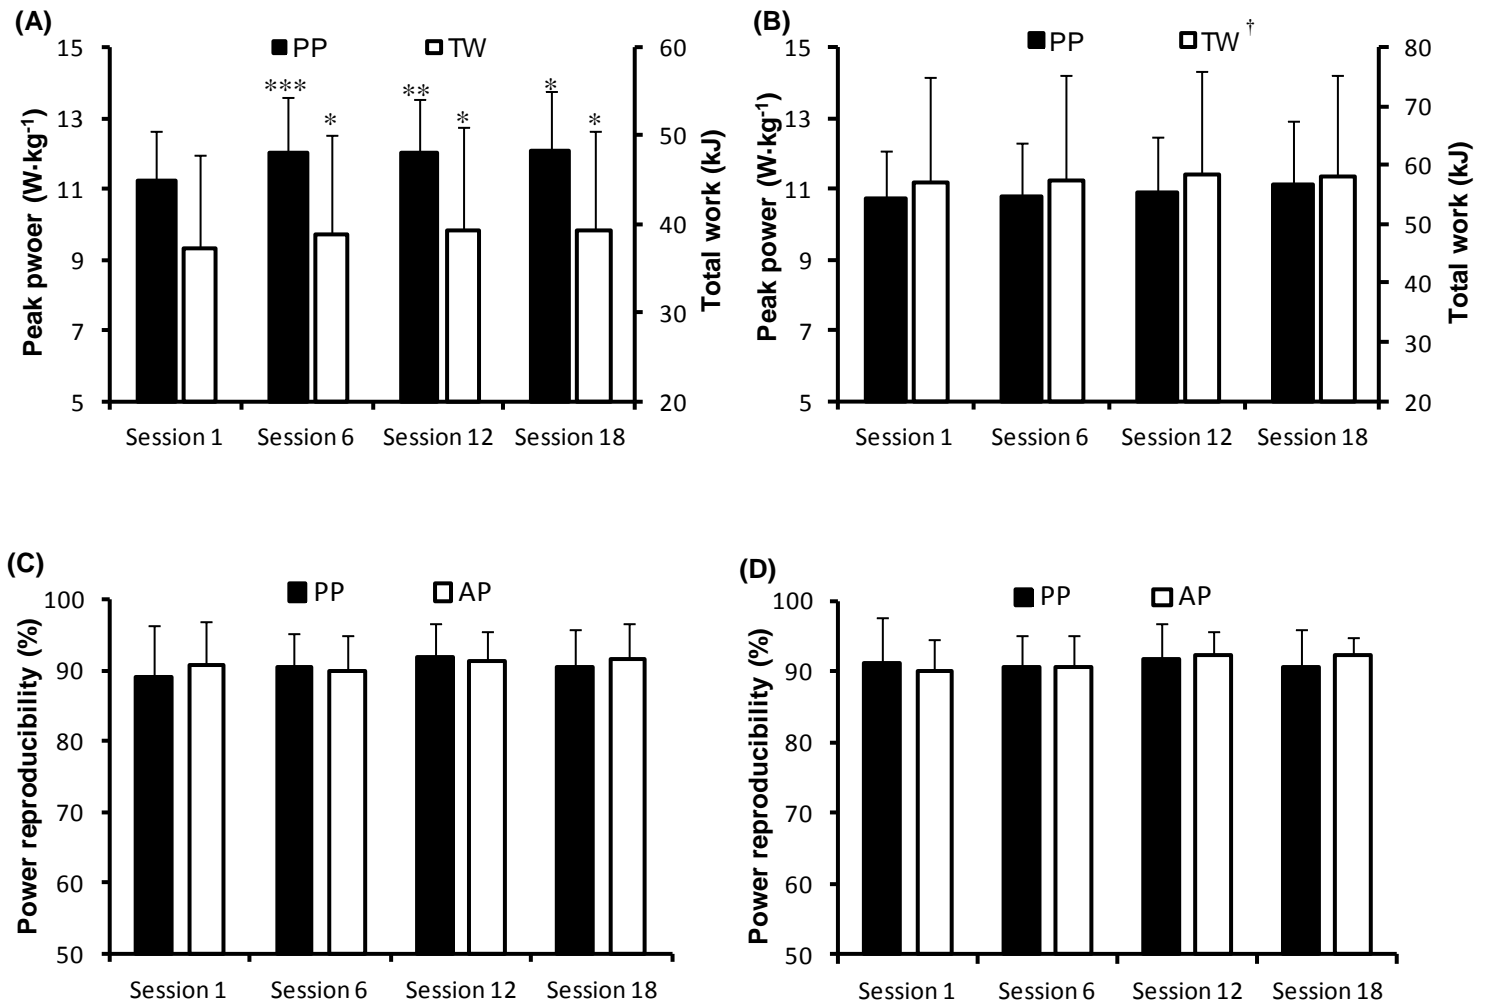 (A)
PP TW
Peak pwoer (W·kg-1)
15
13
11
9
7
5
*** ** *
* * *
60
50
40
30
20
Total work (kJ)
Session 1 Session 6 Session 12 Session 18
(B)
PP TW †
Peak power (W·kg-1)
15
13
11
9
7
5
80
70
60
50
40
30
20
Total work (kJ)
Session 1 Session 6 Session 12 Session 18
(C)
PP AP
Power reproducibility (%)
100
90
80
70
60
50
Session 1 Session 6 Session 12 Session 18
(D)
PP AP
Power reproducibility (%)
100
90
80
70
60
50
Session 1 Session 6 Session 12 Session 18